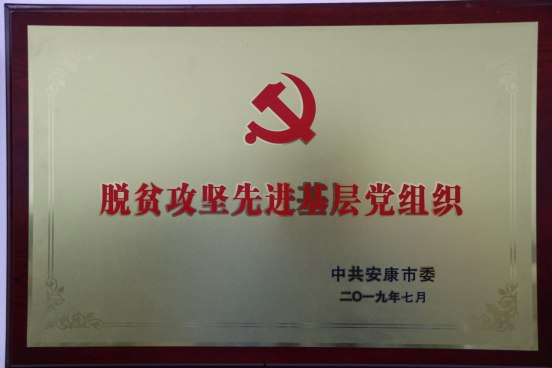 脱贫攻坚先进基层党组织
中共安康市委
二〇一九年七月